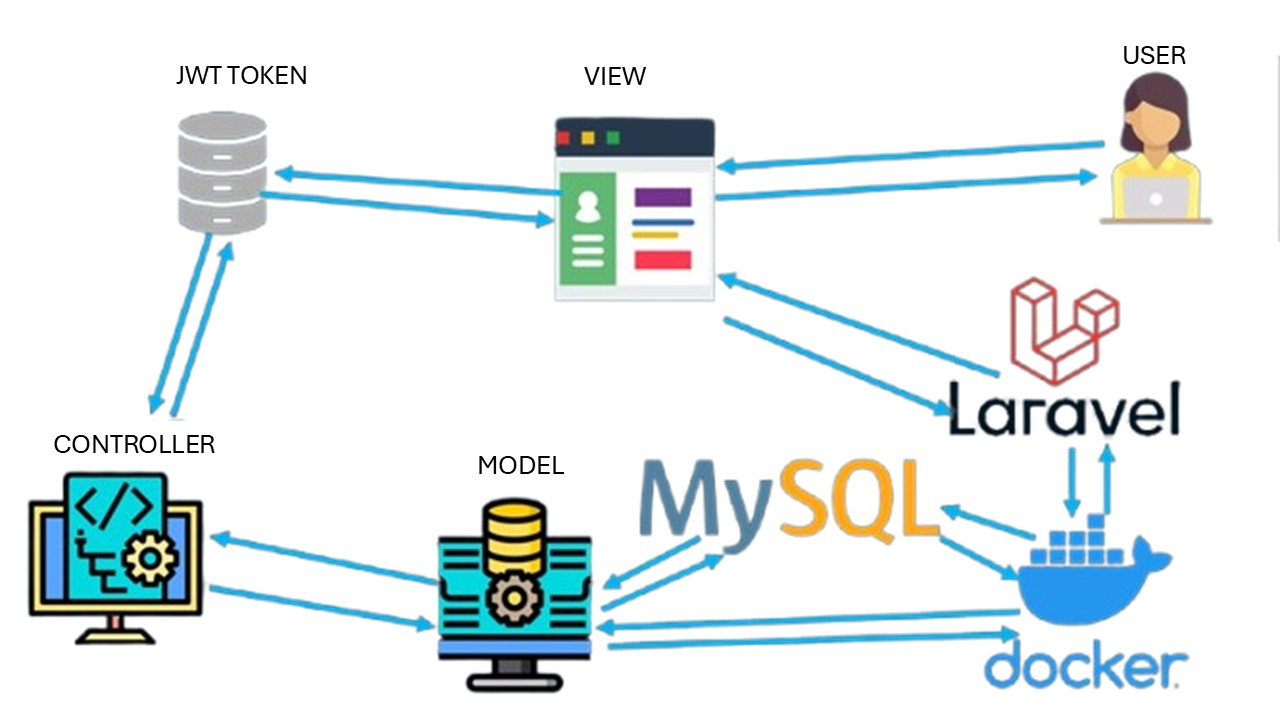 USER
JWT TOKEN
VIEW
Laravel
CONTROLLER
MODEL
MySQL
docker